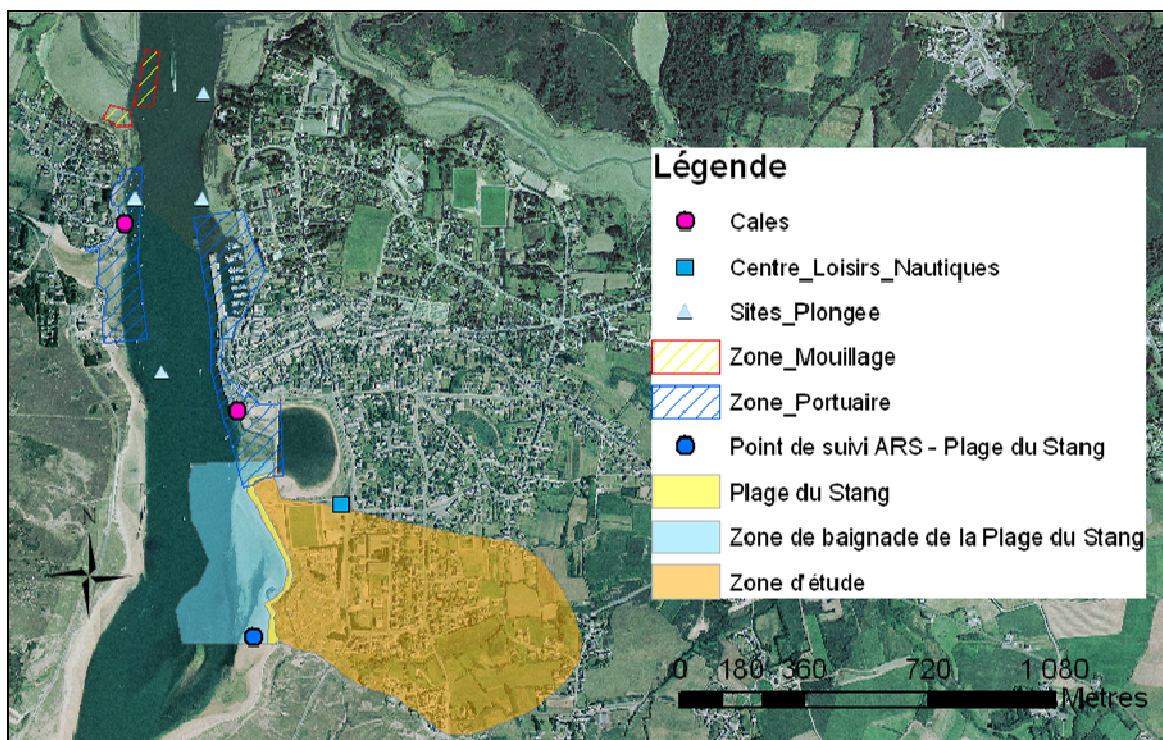 Légende
Cales
Centre_Loisirs_Nautiques
Sites_Plongee
Zone_Mouillage
Zone_Portuaire
Point de suivi ARS - Plage du Stang
Plage du Stang
Zone de baignade de la Plage du Stang
Zone d'étude
N
0 180 360 720 1 080
Mètres